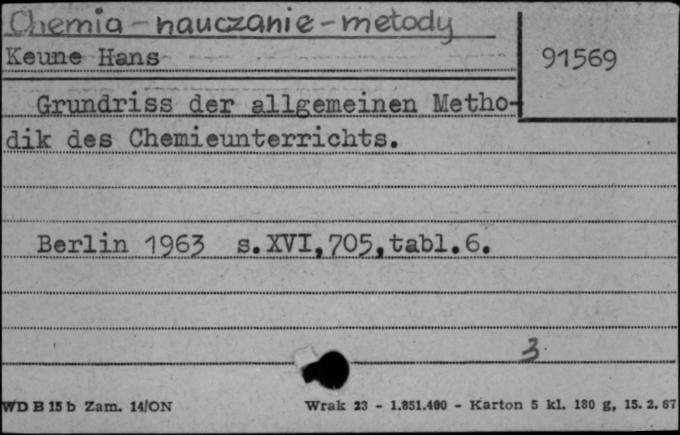 Chemia - nauczanie - metody
Keune Hans
91569
Grundriss der allgemeinen Metho-
dik des Chemieunterrichts.
Berlin 1963 s.XVI,705,tabl.6.
3
WD B 15 b Zam. 14/ON Wrak 23 - 1.851.400 - Karton 5 kl. 180 g, 15. 2. 67